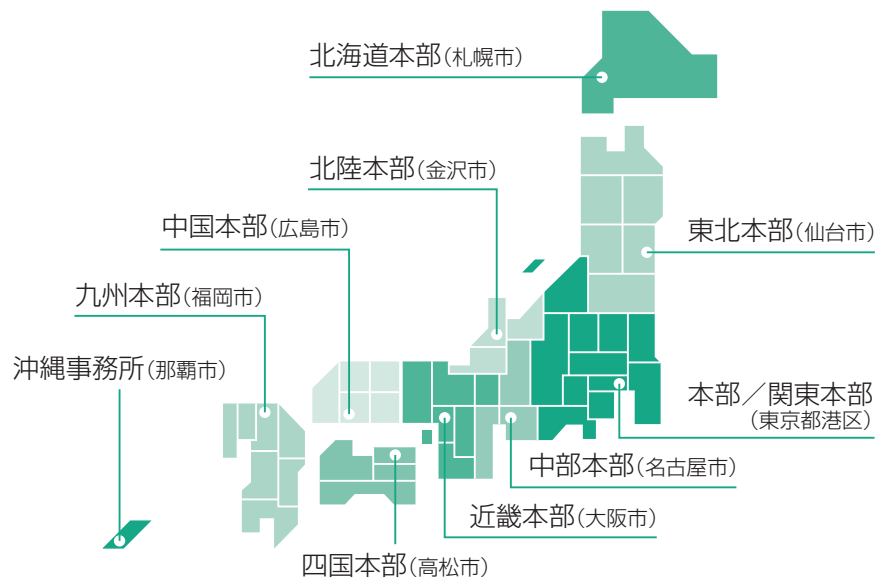 北海道本部(札幌市)
北陸本部(金沢市)
中国本部(広島市)
東北本部(仙台市)
九州本部(福岡市)
沖縄事務所(那覇市)
本部／関東本部
(東京都港区)
中部本部(名古屋市)
近畿本部(大阪市)
四国本部(高松市)